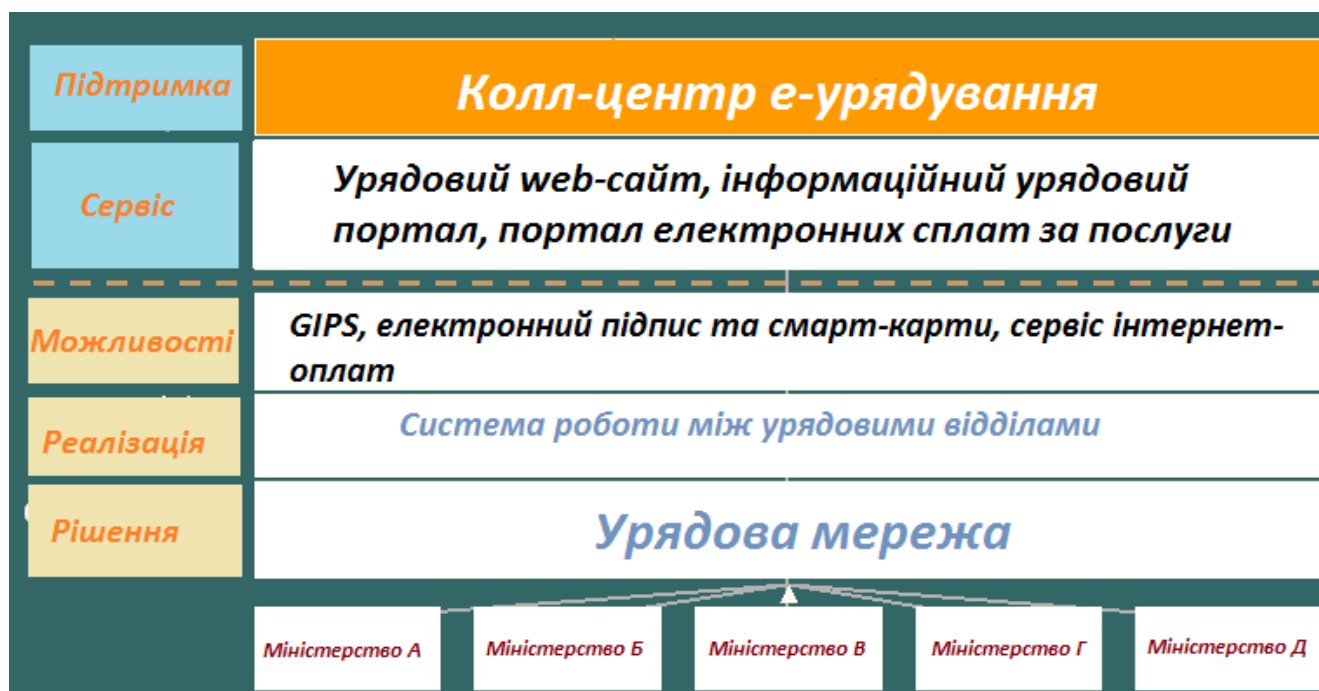 Підтримка
Колл-центр е-урядування
Сервіс
Урядовий web-сайт, інформаційний урядовий
портал, портал електронних сплат за послуги
Можливості
GIPS, електронний підпис та смарт-карти, сервіс інтернет-
оплат
Реалізація
Система роботи між урядовими відділами
Рішення
Урядова мережа
Міністерство А
Міністерство Б
Міністерство В
Міністерство Г
Міністерство Д